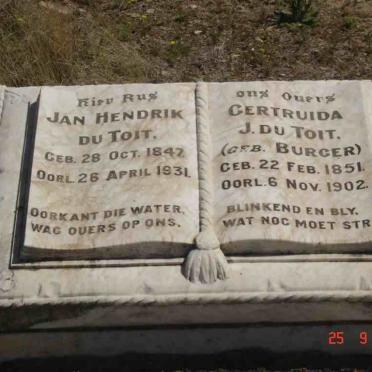 Hier Rus
JAN HENDRIK
DU TOIT.
GEB. 28 OCT. 1847
OORL. 26 APRIL 1931.
OORKANT DIE WATER,
WAG OUERS OP ONS.
ons Ouers
GERTRUIDA
J. DU TOIT.
(GEB. BURGER)
GEB. 22 FEB. 1851.
OORL. 6 NOV. 1902.
BLINKEND EN BLY.
WAT NOG MOET STR
25 9